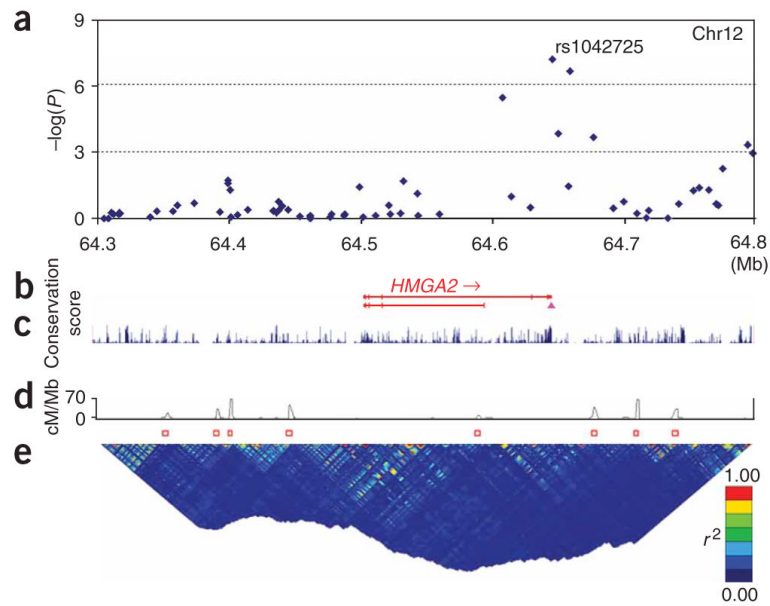 a
9
6
3
0
–log(P)
rs1042725
Chr12
64.3
64.4
64.5
64.6
64.7
64.8
(Mb)
b
HMGA2 →
c
Conservation
score
d
cM/Mb
70
0
e
1.00
r²
0.00